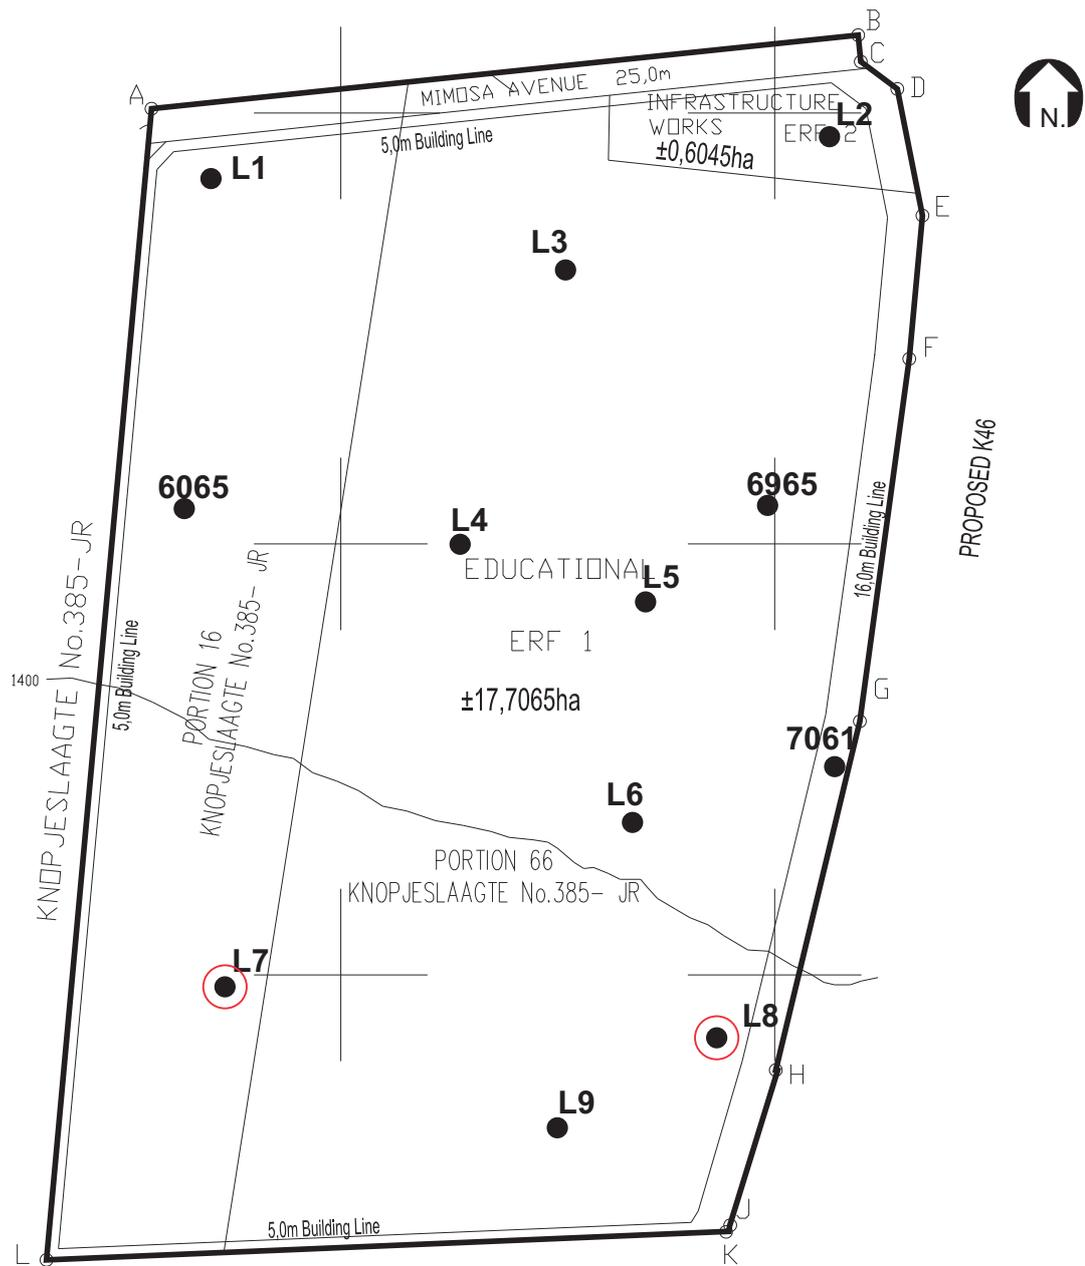 B
C
A
MIMOSA AVENUE 25,0m
D
N.
INFRASTRUCTURE
WORKS
ERF 2
L2
±0,6045ha
5,0m Building Line
L1
E
L3
F
PROPOSED K46
6065
6965
16,0m Building Line
L4
EDUCATIONAL
L5
ERF 1
KNOPJESLAAGTE No.385-JR
5,0m Building Line
PORTION 16
KNOPJESLAAGTE No.385- JR
1400
±17,7065ha
G
7061
L6
PORTION 66
KNOPJESLAAGTE No.385- JR
L7
L8
H
L9
J
5,0m Building Line
L
K